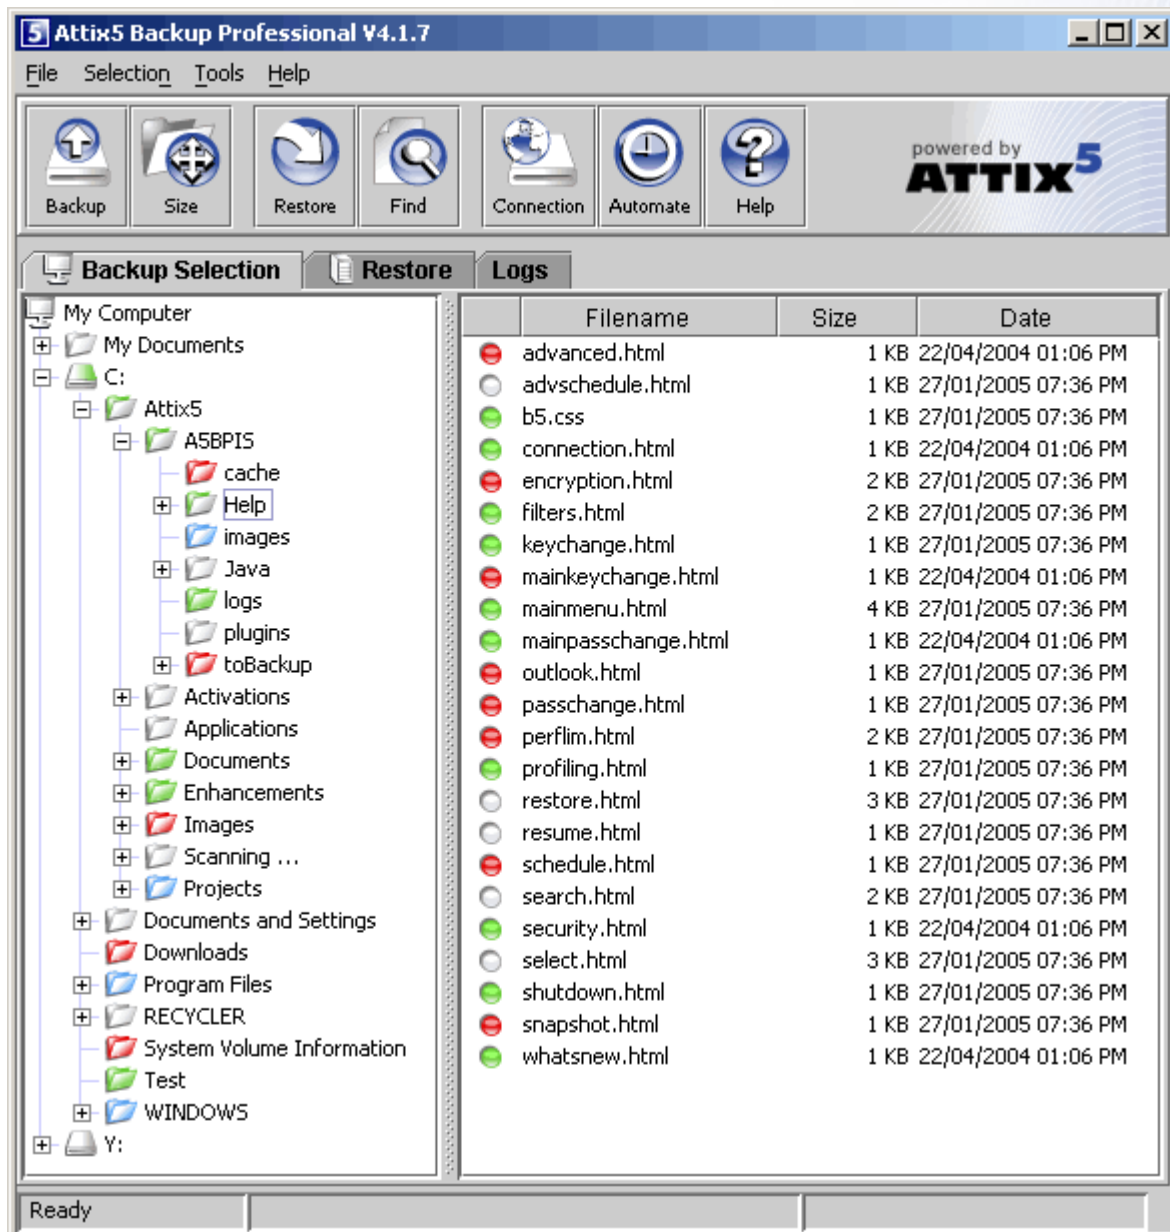 5 Attix5 Backup Professional V4.1.7
File Selection Tools Help
Backup Size Restore Find Connection Automate Help
powered by
ATTIX5
Backup Selection Restore Logs
My Computer
My Documents
C:
Attix5
A5BPIS
cache
Help
images
Java
logs
plugins
toBackup
Activations
Applications
Documents
Enhancements
Images
Scanning ...
Projects
Documents and Settings
Downloads
Program Files
RECYCLER
System Volume Information
Test
WINDOWS
Y:
Filename Size Date
advanced.html 1 KB 22/04/2004 01:06 PM
advschedule.html 1 KB 27/01/2005 07:36 PM
b5.css 1 KB 27/01/2005 07:36 PM
connection.html 1 KB 22/04/2004 01:06 PM
encryption.html 2 KB 27/01/2005 07:36 PM
filters.html 2 KB 27/01/2005 07:36 PM
keychange.html 1 KB 27/01/2005 07:36 PM
mainkeychange.html 1 KB 22/04/2004 01:06 PM
mainmenu.html 4 KB 27/01/2005 07:36 PM
mainpasschange.html 1 KB 22/04/2004 01:06 PM
outlook.html 1 KB 27/01/2005 07:36 PM
passchange.html 1 KB 27/01/2005 07:36 PM
perflim.html 2 KB 27/01/2005 07:36 PM
profiling.html 1 KB 27/01/2005 07:36 PM
restore.html 3 KB 27/01/2005 07:36 PM
resume.html 1 KB 27/01/2005 07:36 PM
schedule.html 1 KB 27/01/2005 07:36 PM
search.html 2 KB 27/01/2005 07:36 PM
security.html 1 KB 22/04/2004 01:06 PM
select.html 3 KB 27/01/2005 07:36 PM
shutdown.html 1 KB 27/01/2005 07:36 PM
snapshot.html 1 KB 27/01/2005 07:36 PM
whatsnew.html 1 KB 22/04/2004 01:06 PM
Ready